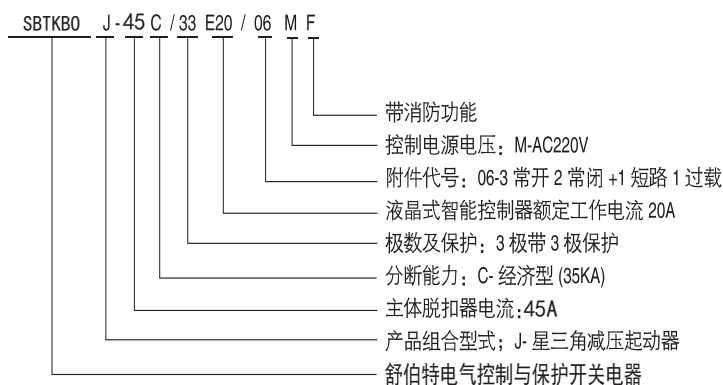 SBTKB0 J-45 C / 33 E20 / 06 M F
带消防功能
控制电源电压：M-AC220V
附件代号：06-3 常开 2 常闭 +1 短路 1 过载
液晶式智能控制器额定工作电流 20A
极数及保护：3 极带 3 极保护
分断能力：C- 经济型 (35KA)
主体脱扣器电流:45A
产品组合型式；J- 星三角减压起动器
舒伯特电气控制与保护开关电器